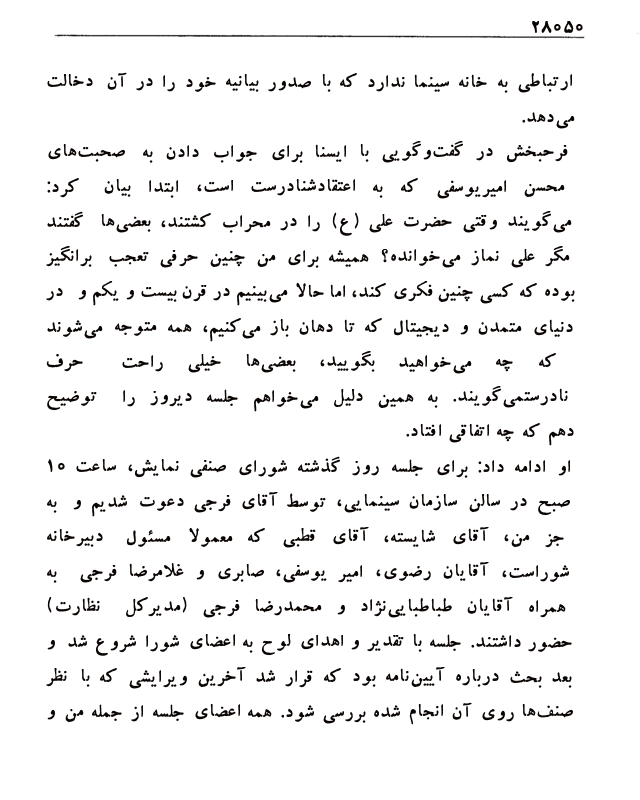 ۲۸۰۵۰
ارتباطی به خانه سینما ندارد که با صدور بیانیه خود را در آن دخالت
می‌دهد.
فرحبخش در گفت‌وگویی با ایسنا برای جواب دادن به صحبت‌های
محسن امیریوسفی که به اعتقادشنادرست است، ابتدا بیان کرد:
می‌گویند وقتی حضرت علی (ع) را در محراب کشتند، بعضی‌ها گفتند
مگر علی نماز می‌خوانده؟ همیشه برای من چنین حرفی تعجب برانگیز
بوده که کسی چنین فکری کند، اما حالا می‌بینیم در قرن بیست و یکم و در
دنیای متمدن و دیجیتال که تا دهان باز می‌کنیم، همه متوجه می‌شوند
که چه می‌خواهید بگویید، بعضی‌ها خیلی راحت حرف
نادرستمی‌گویند. به همین دلیل می‌خواهم جلسه دیروز را توضیح
دهم که چه اتفاقی افتاد.
او ادامه داد: برای جلسه روز گذشته شورای صنفی نمایش، ساعت ۱۰
صبح در سالن سازمان سینمایی، توسط آقای فرجی دعوت شدیم و به
جز من، آقای شایسته، آقای قطبی که معمولا مسئول دبیرخانه
شوراست، آقایان رضوی، امیر یوسفی، صابری و غلامرضا فرجی به
همراه آقایان طباطبایی‌نژاد و محمدرضا فرجی (مدیرکل نظارت)
حضور داشتند. جلسه با تقدیر و اهدای لوح به اعضای شورا شروع شد و
بعد بحث درباره آیین‌نامه بود که قرار شد آخرین ویرایشی که با نظر
صنف‌ها روی آن انجام شده بررسی شود. همه اعضای جلسه از جمله من و